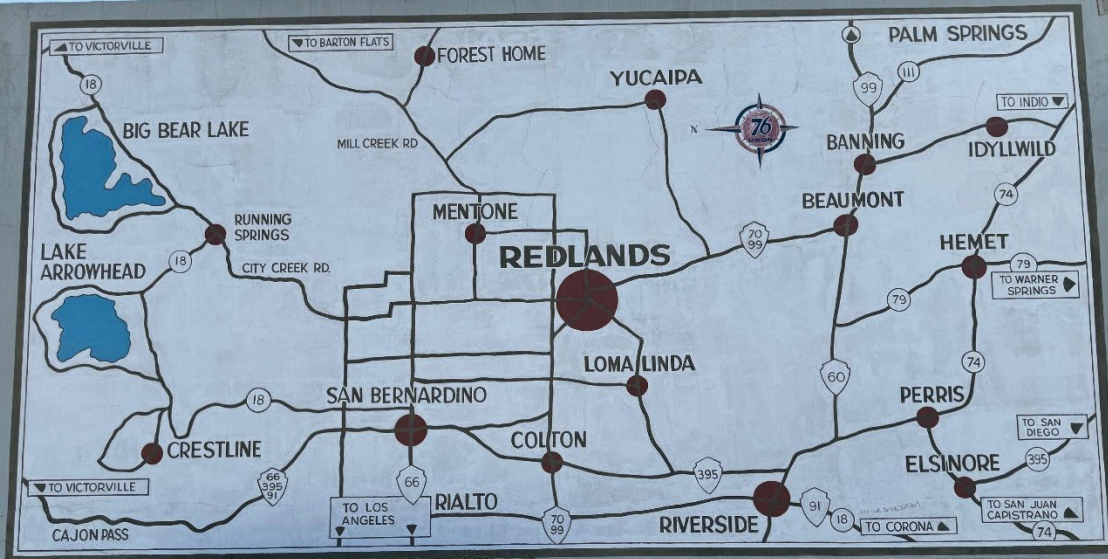 TO VICTORVILLE
TO BARTON FLATS
FOREST HOME
PALM SPRINGS
YUCAIPA
18
99
111
TO INDIO
BIG BEAR LAKE
MILL CREEK RD
N
76
UNION
BANNING
IDYLLWILD
BEAUMONT
74
RUNNING
SPRINGS
MENTONE
REDLANDS
70
99
HEMET
LAKE
ARROWHEAD
18
CITY CREEK RD.
79
TO WARNER
SPRINGS
79
LOMA LINDA
60
74
SAN BERNARDINO
18
PERRIS
TO SAN
DIEGO
CRESTLINE
COLTON
ELSINORE
395
66
395
91
66
395
TO VICTORVILLE
TO LOS
ANGELES
RIALTO
70
99
RIVERSIDE
91
18
TO CORONA
TO SAN JUAN
CAPISTRANO
74
CAJON PASS